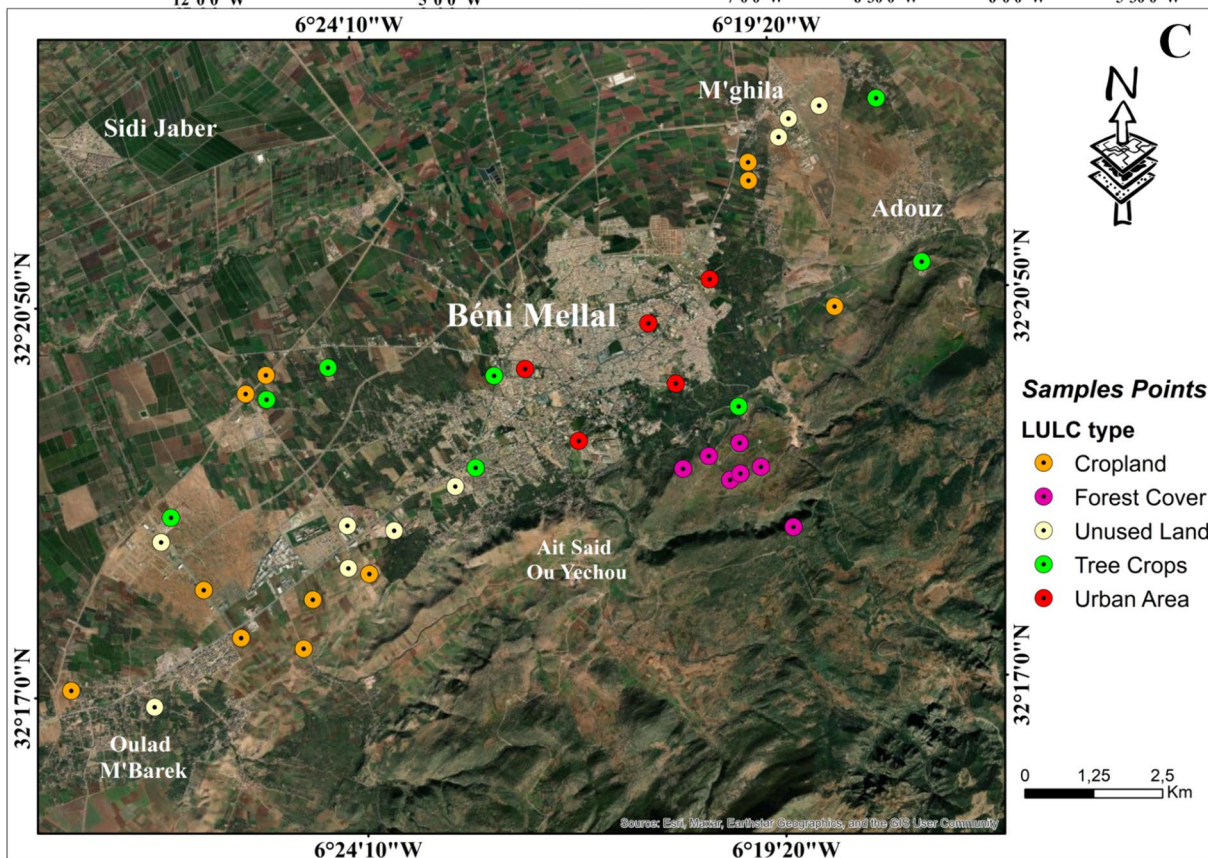 6°24'10"W
6°19'20"W
C
N
M'ghila
Sidi Jaber
Adouz
32°20'50"N
32°20'50"N
Béni Mellal
Samples Points
LULC type
Cropland
Forest Cover
Unused Land
Tree Crops
Urban Area
Ait Said
Ou Yechou
32°17'0"N
32°17'0"N
Oulad
M'Barek
0 1,25 2,5
Km
Source: Esri, Maxar, Earthstar Geographics, and the GIS User Community
6°24'10"W
6°19'20"W